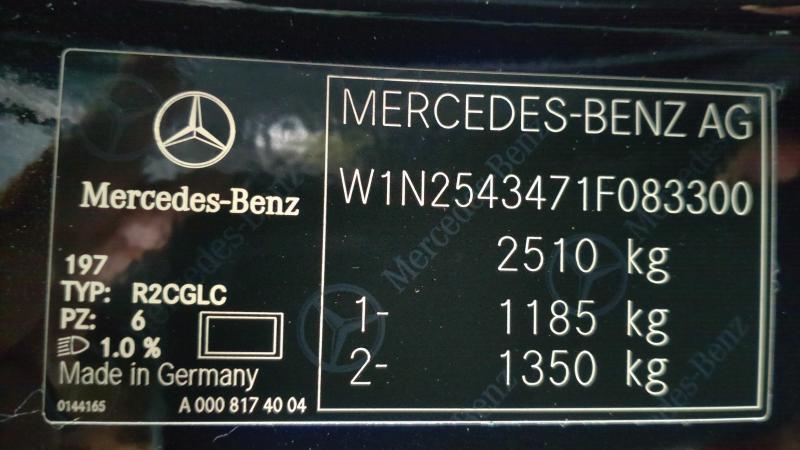 Mercedes-Benz
197
TYP: R2CGLC
PZ: 6
1.0 %
Made in Germany
0144165 A 000 817 40 04
MERCEDES-BENZ AG
W1N2543471F083300
2510 kg
1- 1185 kg
2- 1350 kg